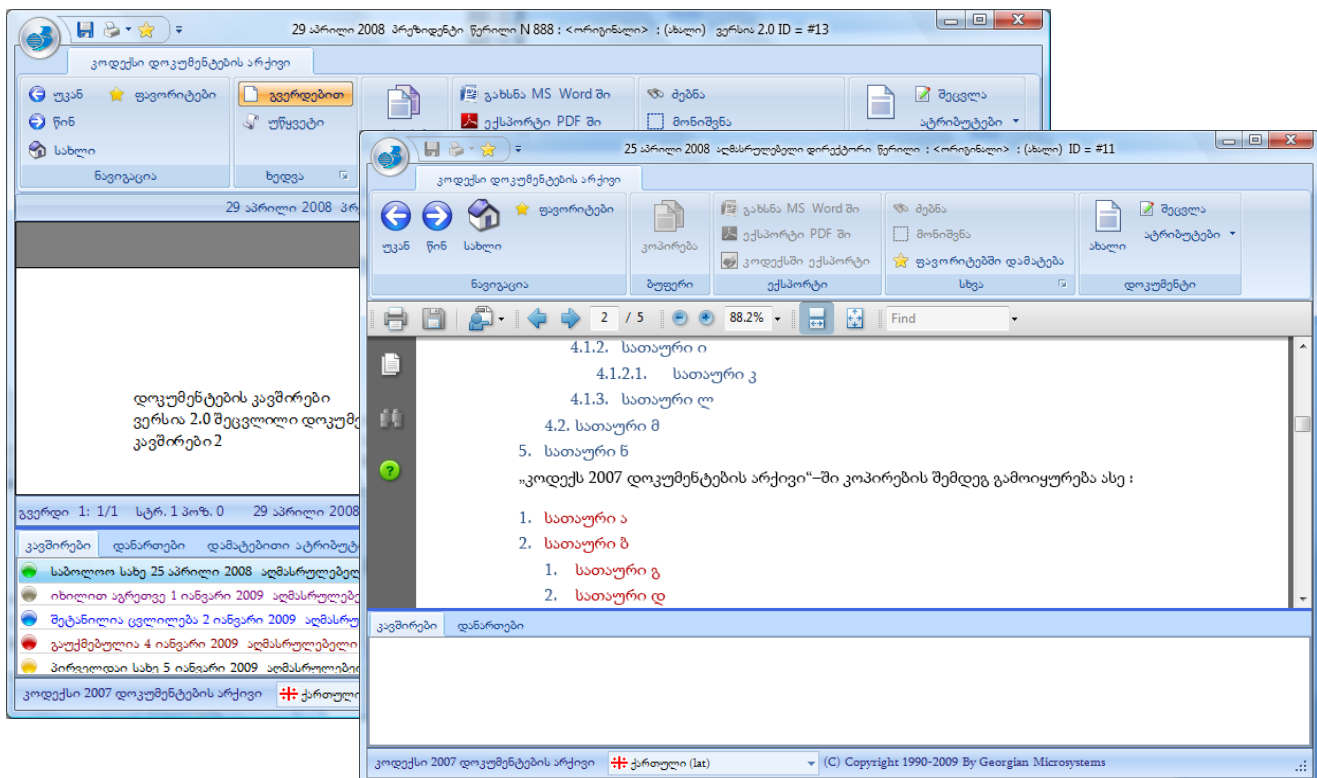 29 აპრილი 2008 პრეზიდენტი წერილი N 888 : <ორიგინალი> : (ახალი) ვერსია 2.0 ID = #13
კოდექსი დოკუმენტების არქივი
უკან ფავორიტები გვერდებით გახსნა MS Word ში ძებნა შეცვლა
წინ უწყვეტი ექსპორტი PDF ში მონიშვნა ატრიბუტები
სახლი
ნავიგაცია ხედვა
29 აპრილი 2008
დოკუმენტების კავშირები
ვერსია 2.0 შეცვლილი
კავშირები 2
გვერდი 1: 1/1 სტრ. 1 პოზ. 0 29 აპრილი 2008
კავშირები დანართები დამატებითი
საბოლოო სახე 25 აპრილი 2008
იხილით აგრეთვე 1 იანვარი 2009
შეტანილია ცვლილება 2 იანვარი 2009
გაუქმებულია 4 იანვარი 2009 აღმასრულებელი
პირველდაი სახე 5 იანვარი 2009
კოდექსი 2007 დოკუმენტების არქივი
25 აპრილი 2008 აღმასრულებელი დირექტორი წერილი : <ორიგინალი> : (ახალი) ID = #11
კოდექსი დოკუმენტების არქივი
უკან წინ სახლი ფავორიტები კოპირება გახსნა MS Word ში ძებნა ახალი შეცვლა
ექსპორტი PDF ში მონიშვნა ატრიბუტები
კოდექსში ექსპორტი ფავორიტებში დამატება
ნავიგაცია ბუფერი ექსპორტი სხვა დოკუმენტი
2 / 5 88.2% Find
4.1.2. სათაური ი
4.1.2.1. სათაური კ
4.1.3. სათაური ლ
4.2. სათაური მ
5. სათაური ნ
„კოდექს 2007 დოკუმენტების არქივი“–ში კოპირების შემდეგ გამოიყურება ასე :
1. სათაური ა
2. სათაური ბ
1. სათაური გ
2. სათაური დ
კავშირები დანართები
კოდექსი 2007 დოკუმენტების არქივი ქართული (lat) (C) Copyright 1990-2009 By Georgian Microsystems